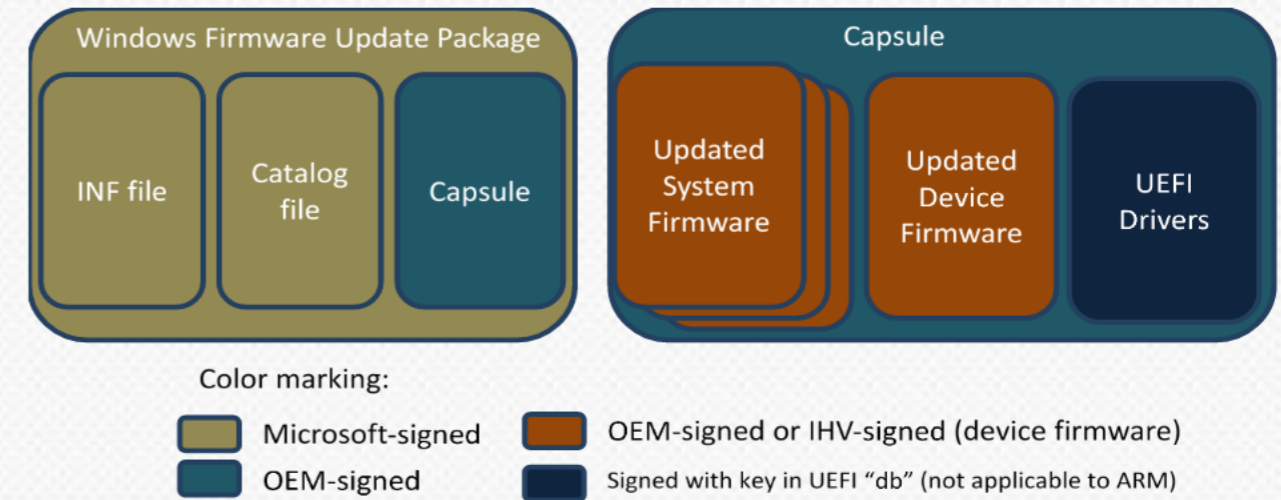 Windows Firmware Update Package
INF file
Catalog
file
Capsule
Capsule
Updated
System
Firmware
Updated
Device
Firmware
UEFI
Drivers
Color marking:
Microsoft-signed
OEM-signed
OEM-signed or IHV-signed (device firmware)
Signed with key in UEFI “db” (not applicable to ARM)